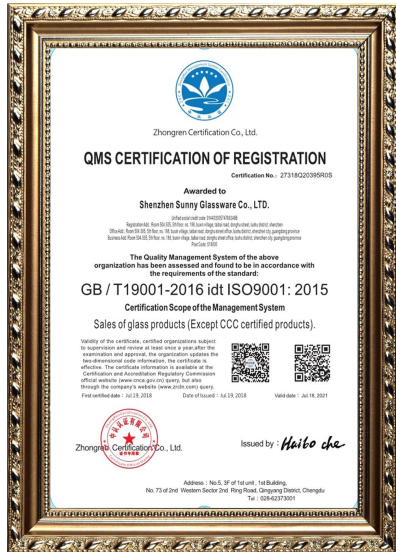 Zhongren Certification Co., Ltd.
QMS CERTIFICATION OF REGISTRATION
Certification No.: 27318Q20395R0S
Awarded to
Shenzhen Sunny Glassware Co., LTD.
The Quality Management System of the above
organization has been assessed and found to be in accordance with
the requirements of the standard:
GB / T19001-2016 idt ISO9001: 2015
Certification Scope of the Management System
Sales of glass products (Except CCC certified products).
Validity of the certificate, certified organizations subject
to supervision and review at least once a year,after the
examination and approval, the organization updates the
two-dimensional code information, the certificate is
effective. The certificate information is available at the
Certification and Accreditation Regulatory Commission
official website (www.cnca.gov.cn) query, but also
through the company's website (www.zrcln.com) query.
First certified date : Jul.19, 2018 Date of Issued : Jul.19, 2018 Valid date : Jul.18, 2021
Zhongren Certification Co., Ltd.
Issued by : Haibo che
Address : No.5, 3F of 1st unit , 1st Building,
No. 73 of 2nd Western Sector 2nd Ring Road, Qingyang District, Chengdu
Tel : 028-62373001